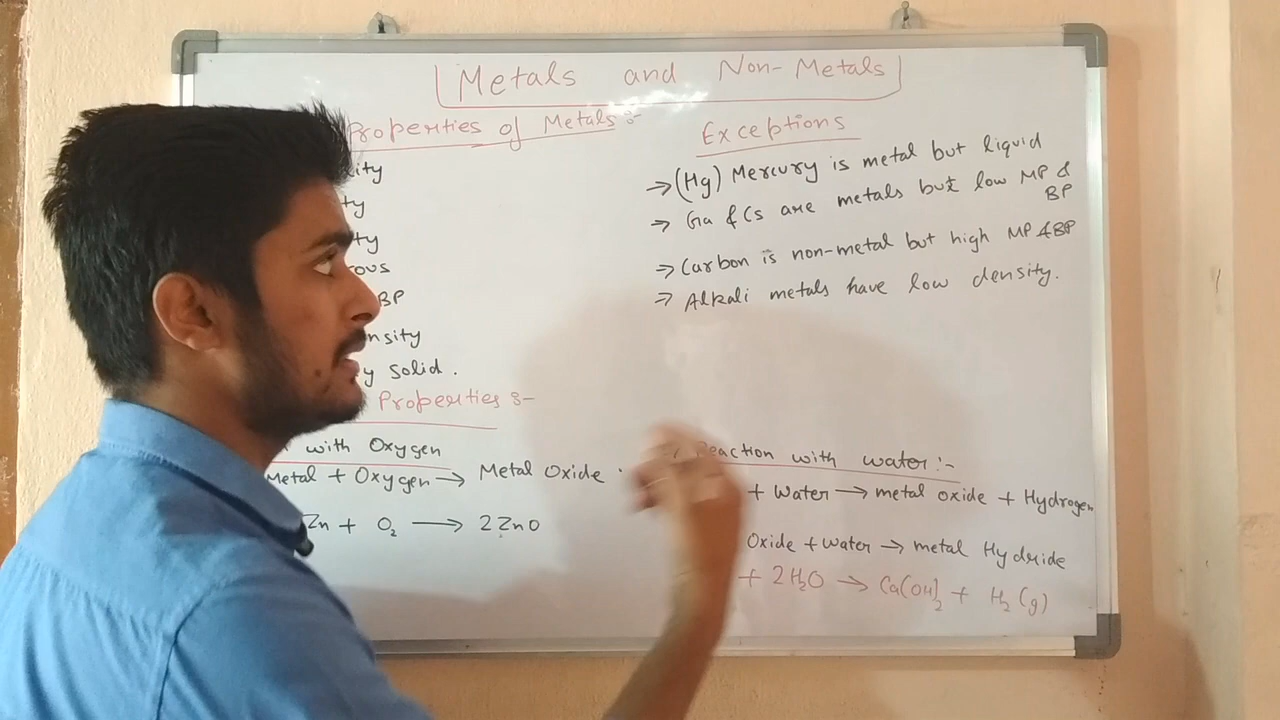 Metals and Non-Metals
Properties of Metals :-
ity
ty
ty
rous
BP
nsity
y solid.
Properties :-
with Oxygen
Metal + Oxygen → Metal Oxide
Zn + O2 → 2ZnO
Exceptions
→ (Hg) Mercury is metal but liquid
→ Ga & Cs are metals but low MP & BP
→ Carbon is non-metal but high MP & BP
→ Alkali metals have low density.
Reaction with water :-
+ Water → metal oxide + Hydrogen
Oxide + water → metal Hydride
+ 2H2O → Ca(OH)2 + H2 (g)